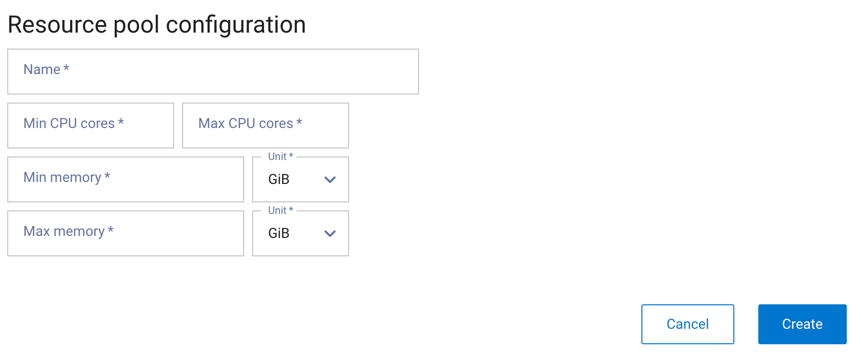 Resource pool configuration
Name *
Min CPU cores * Max CPU cores *
Unit *
Min memory * GiB
Unit *
Max memory * GiB
Cancel Create